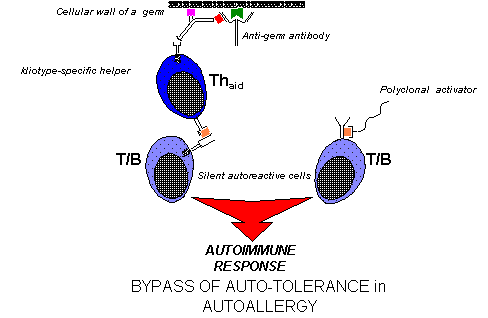 Cellular wall of a germ
Anti-germ antibody
Idiotype-specific helper
Th aid
Polyclonal activator
T/B
T/B
Silent autoreactive cells
AUTOIMMUNE
RESPONSE
BYPASS OF AUTO-TOLERANCE in
AUTOALLERGY